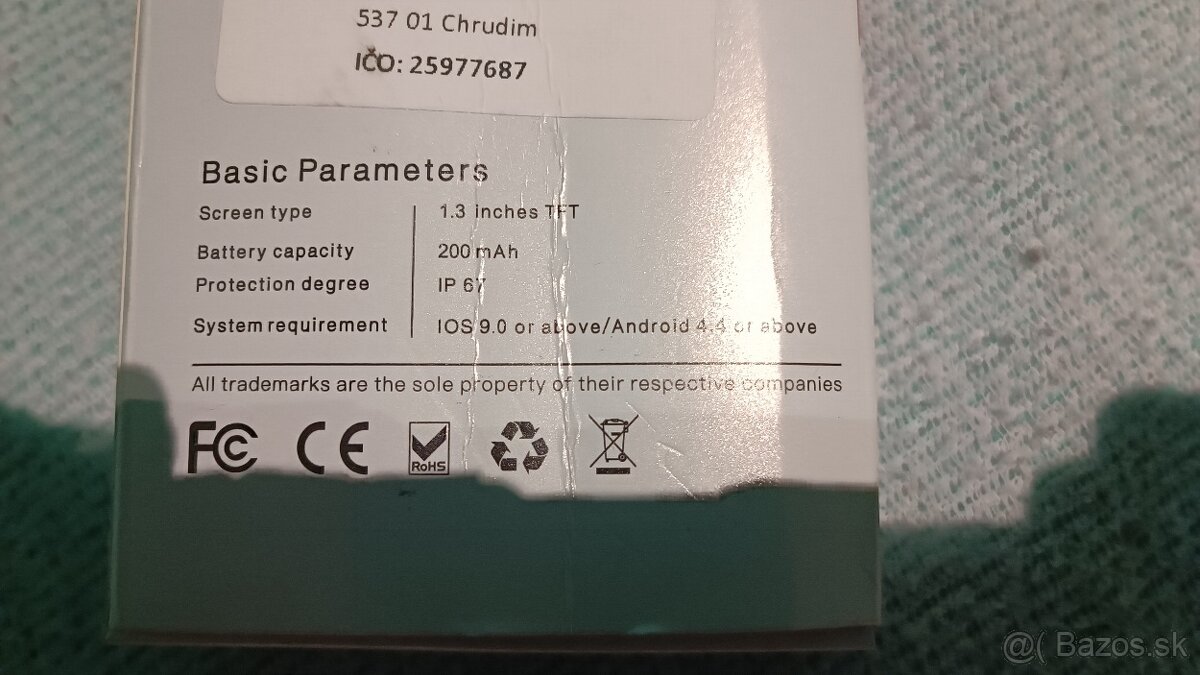 537 01 Chrudim
IČO: 25977687
Basic Parameters
Screen type 1.3 inches TFT
Battery capacity 200 mAh
Protection degree IP 67
System requirement IOS 9.0 or above/Android 4.4 or above
All trademarks are the sole property of their respective companies
FC CE RoHS
@( Bazos.sk